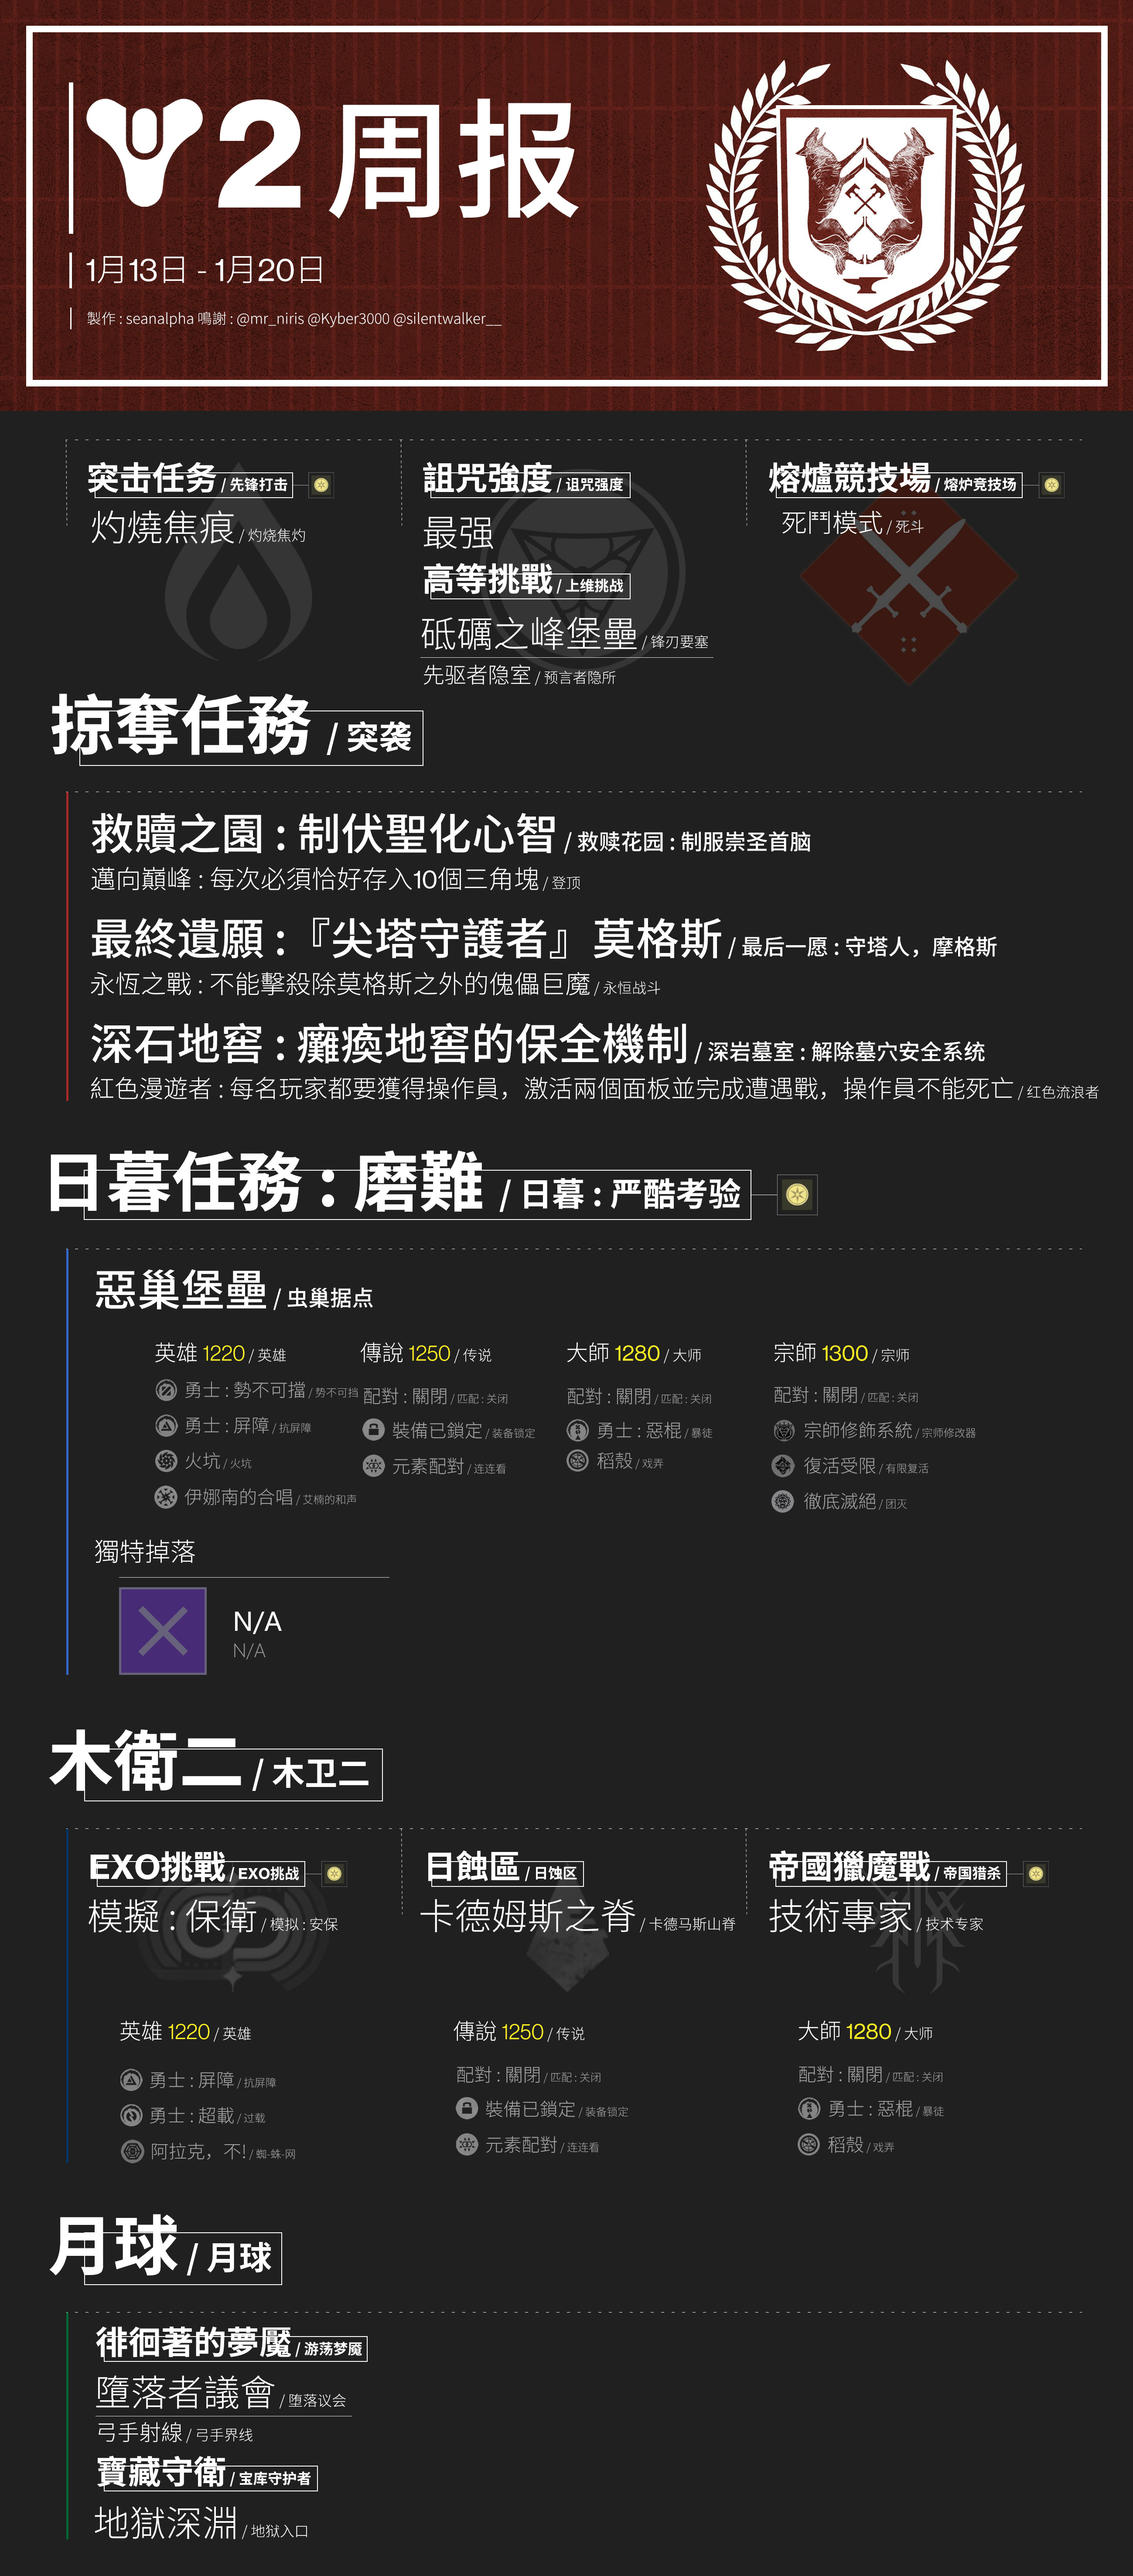 2周报
1月13日 - 1月20日
製作 : seanalpha 鳴謝 : @mr_niris @Kyber3000 @silentwalker__
突击任务 / 先锋打击
灼燒焦痕 / 灼烧焦灼
詛咒強度 / 诅咒强度
最强
高等挑戰 / 上维挑战
砥礪之峰堡壘 / 锋刃要塞
先驱者隐室 / 预言者隐所
熔爐競技場 / 熔炉竞技场
死鬥模式 / 死斗
掠奪任務 / 突袭
救贖之園 : 制伏聖化心智 / 救赎花园 : 制服崇圣首脑
邁向巔峰 : 每次必須恰好存入10個三角塊 / 登顶
最終遺願 : 『尖塔守護者』莫格斯 / 最后一愿 : 守塔人，摩格斯
永恆之戰 : 不能擊殺除莫格斯之外的傀儡巨魔 / 永恒战斗
深石地窖 : 癱瘓地窖的保全機制 / 深岩墓室 : 解除墓穴安全系统
紅色漫遊者 : 每名玩家都要獲得操作員，激活兩個面板並完成遭遇戰，操作員不能死亡 / 红色流浪者
日暮任務 : 磨難 / 日暮 : 严酷考验
惡巢堡壘 / 虫巢据点
英雄 1220 / 英雄
勇士 : 勢不可擋 / 势不可挡
勇士 : 屏障 / 抗屏障
火坑 / 火坑
伊娜南的合唱 / 艾楠的和声
傳說 1250 / 传说
配對 : 關閉 / 匹配 : 关闭
裝備已鎖定 / 装备锁定
元素配對 / 连连看
大師 1280 / 大师
配對 : 關閉 / 匹配 : 关闭
勇士 : 惡棍 / 暴徒
稻殼 / 戏弄
宗師 1300 / 宗师
配對 : 關閉 / 匹配 : 关闭
宗師修飾系統 / 宗师修改器
復活受限 / 有限复活
徹底滅絕 / 团灭
獨特掉落
N/A
N/A
木衛二 / 木卫二
EXO挑戰 / EXO挑战
模擬 : 保衛 / 模拟 : 安保
日蝕區 / 日蚀区
卡德姆斯之脊 / 卡德马斯山脊
帝國獵魔戰 / 帝国猎杀
技術專家 / 技术专家
英雄 1220 / 英雄
勇士 : 屏障 / 抗屏障
勇士 : 超載 / 过载
阿拉克，不! / 蜘-蛛-网
傳說 1250 / 传说
配對 : 關閉 / 匹配 : 关闭
裝備已鎖定 / 装备锁定
元素配對 / 连连看
大師 1280 / 大师
配對 : 關閉 / 匹配 : 关闭
勇士 : 惡棍 / 暴徒
稻殼 / 戏弄
月球 / 月球
徘徊著的夢魘 / 游荡梦魇
墮落者議會 / 堕落议会
弓手射線 / 弓手界线
寶藏守衛 / 宝库守护者
地獄深淵 / 地狱入口